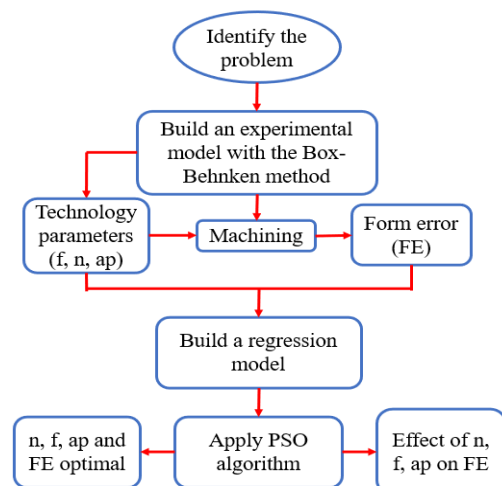 Identify the
problem
Build an experimental
model with the Box-
Behnken method
Technology
parameters
(f, n, ap)
Machining
Form error
(FE)
Build a regression
model
n, f, ap and
FE optimal
Apply PSO
algorithm
Effect of n,
f, ap on FE